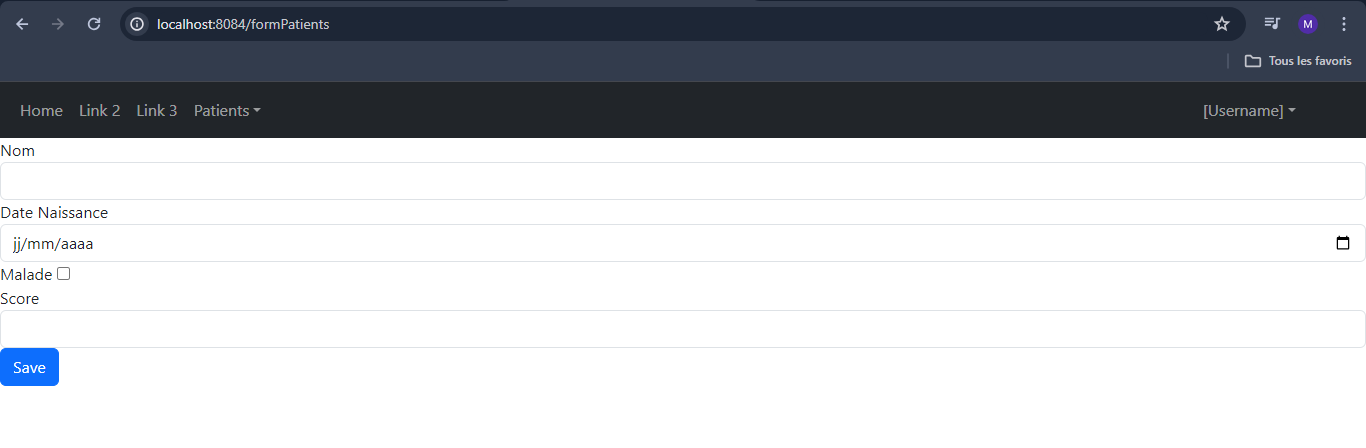 localhost:8084/formPatients
M
Tous les favoris
Home Link 2 Link 3 Patients [Username]
Nom
Date Naissance
jj/mm/aaaa
Malade
Score
Save